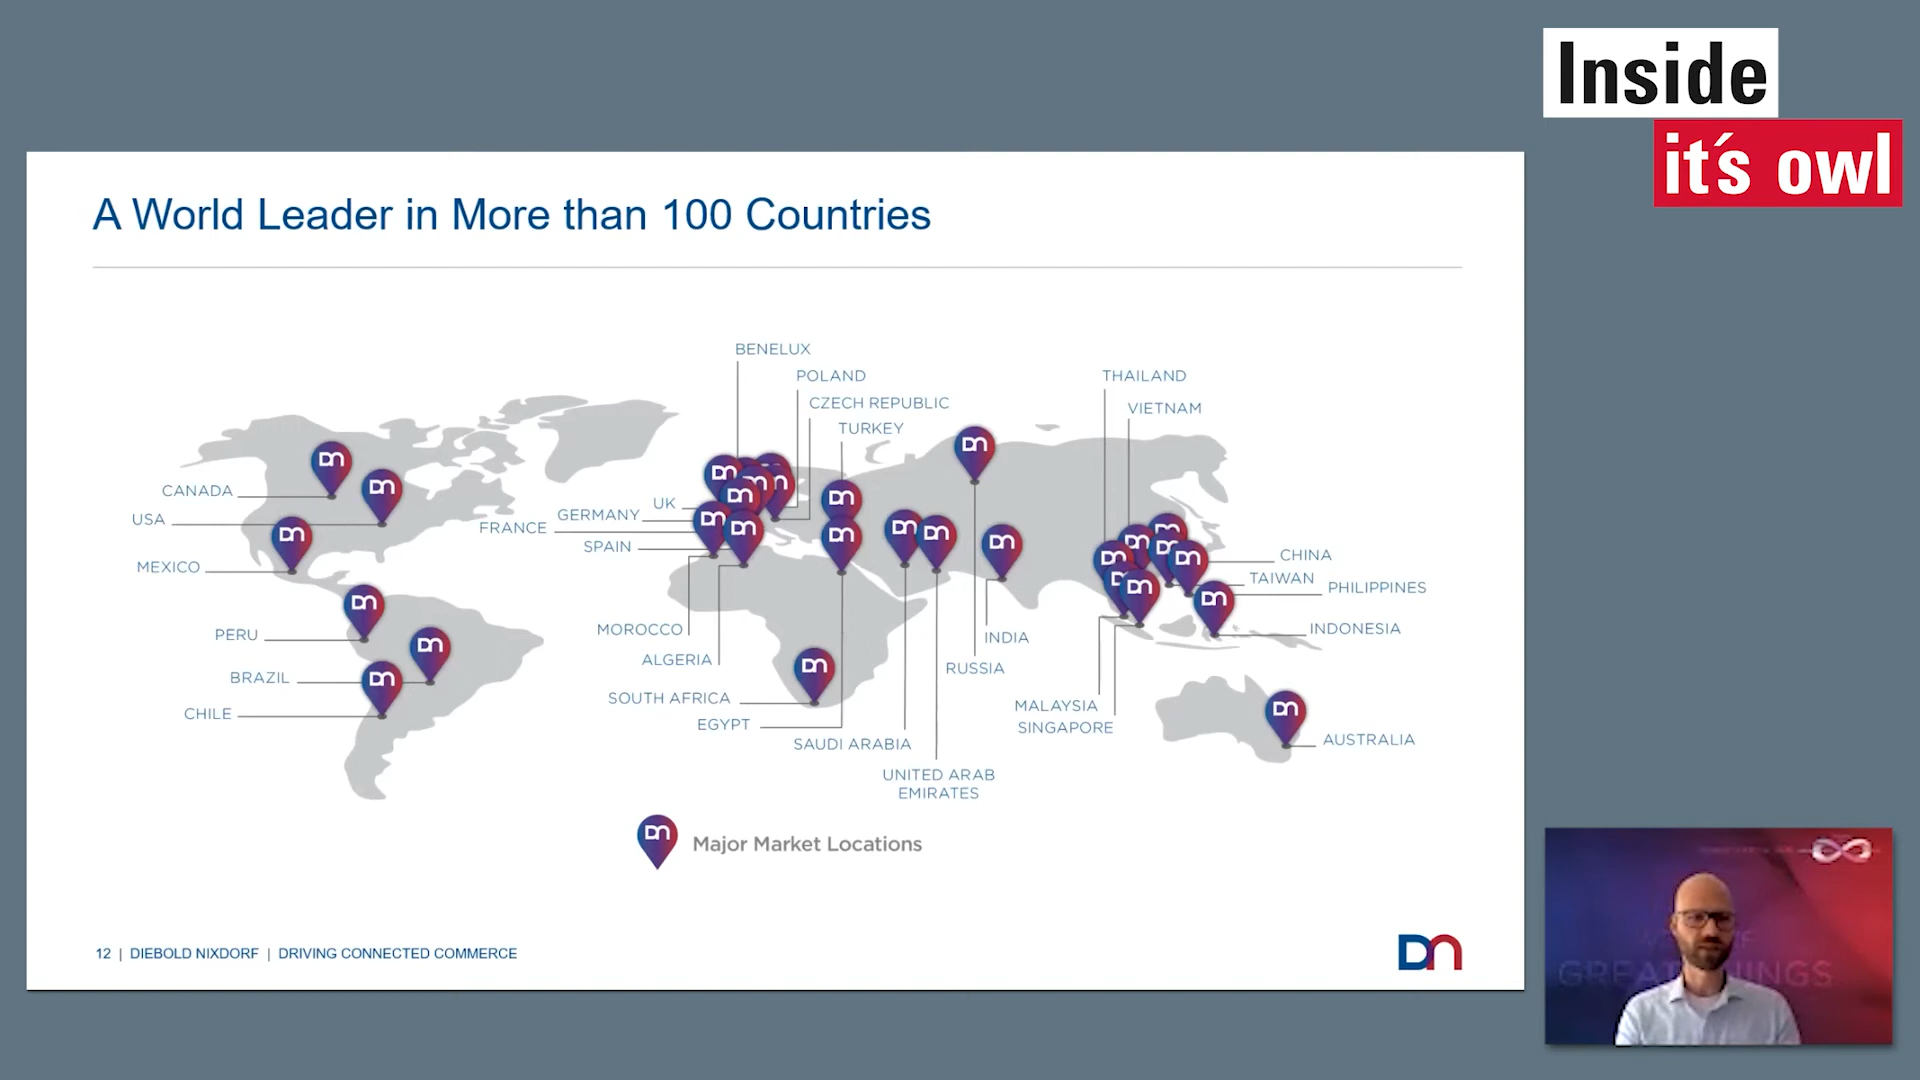 Inside
it´s owl
A World Leader in More than 100 Countries
BENELUX
POLAND
THAILAND
CZECH REPUBLIC
VIETNAM
TURKEY
CANADA
USA
UK
GERMANY
FRANCE
SPAIN
MEXICO
CHINA
TAIWAN
PHILIPPINES
MOROCCO
INDONESIA
PERU
INDIA
ALGERIA
RUSSIA
BRAZIL
SOUTH AFRICA
MALAYSIA
CHILE
EGYPT
SINGAPORE
SAUDI ARABIA
AUSTRALIA
UNITED ARAB
EMIRATES
DN Major Market Locations
12 | DIEBOLD NIXDORF | DRIVING CONNECTED COMMERCE
DN